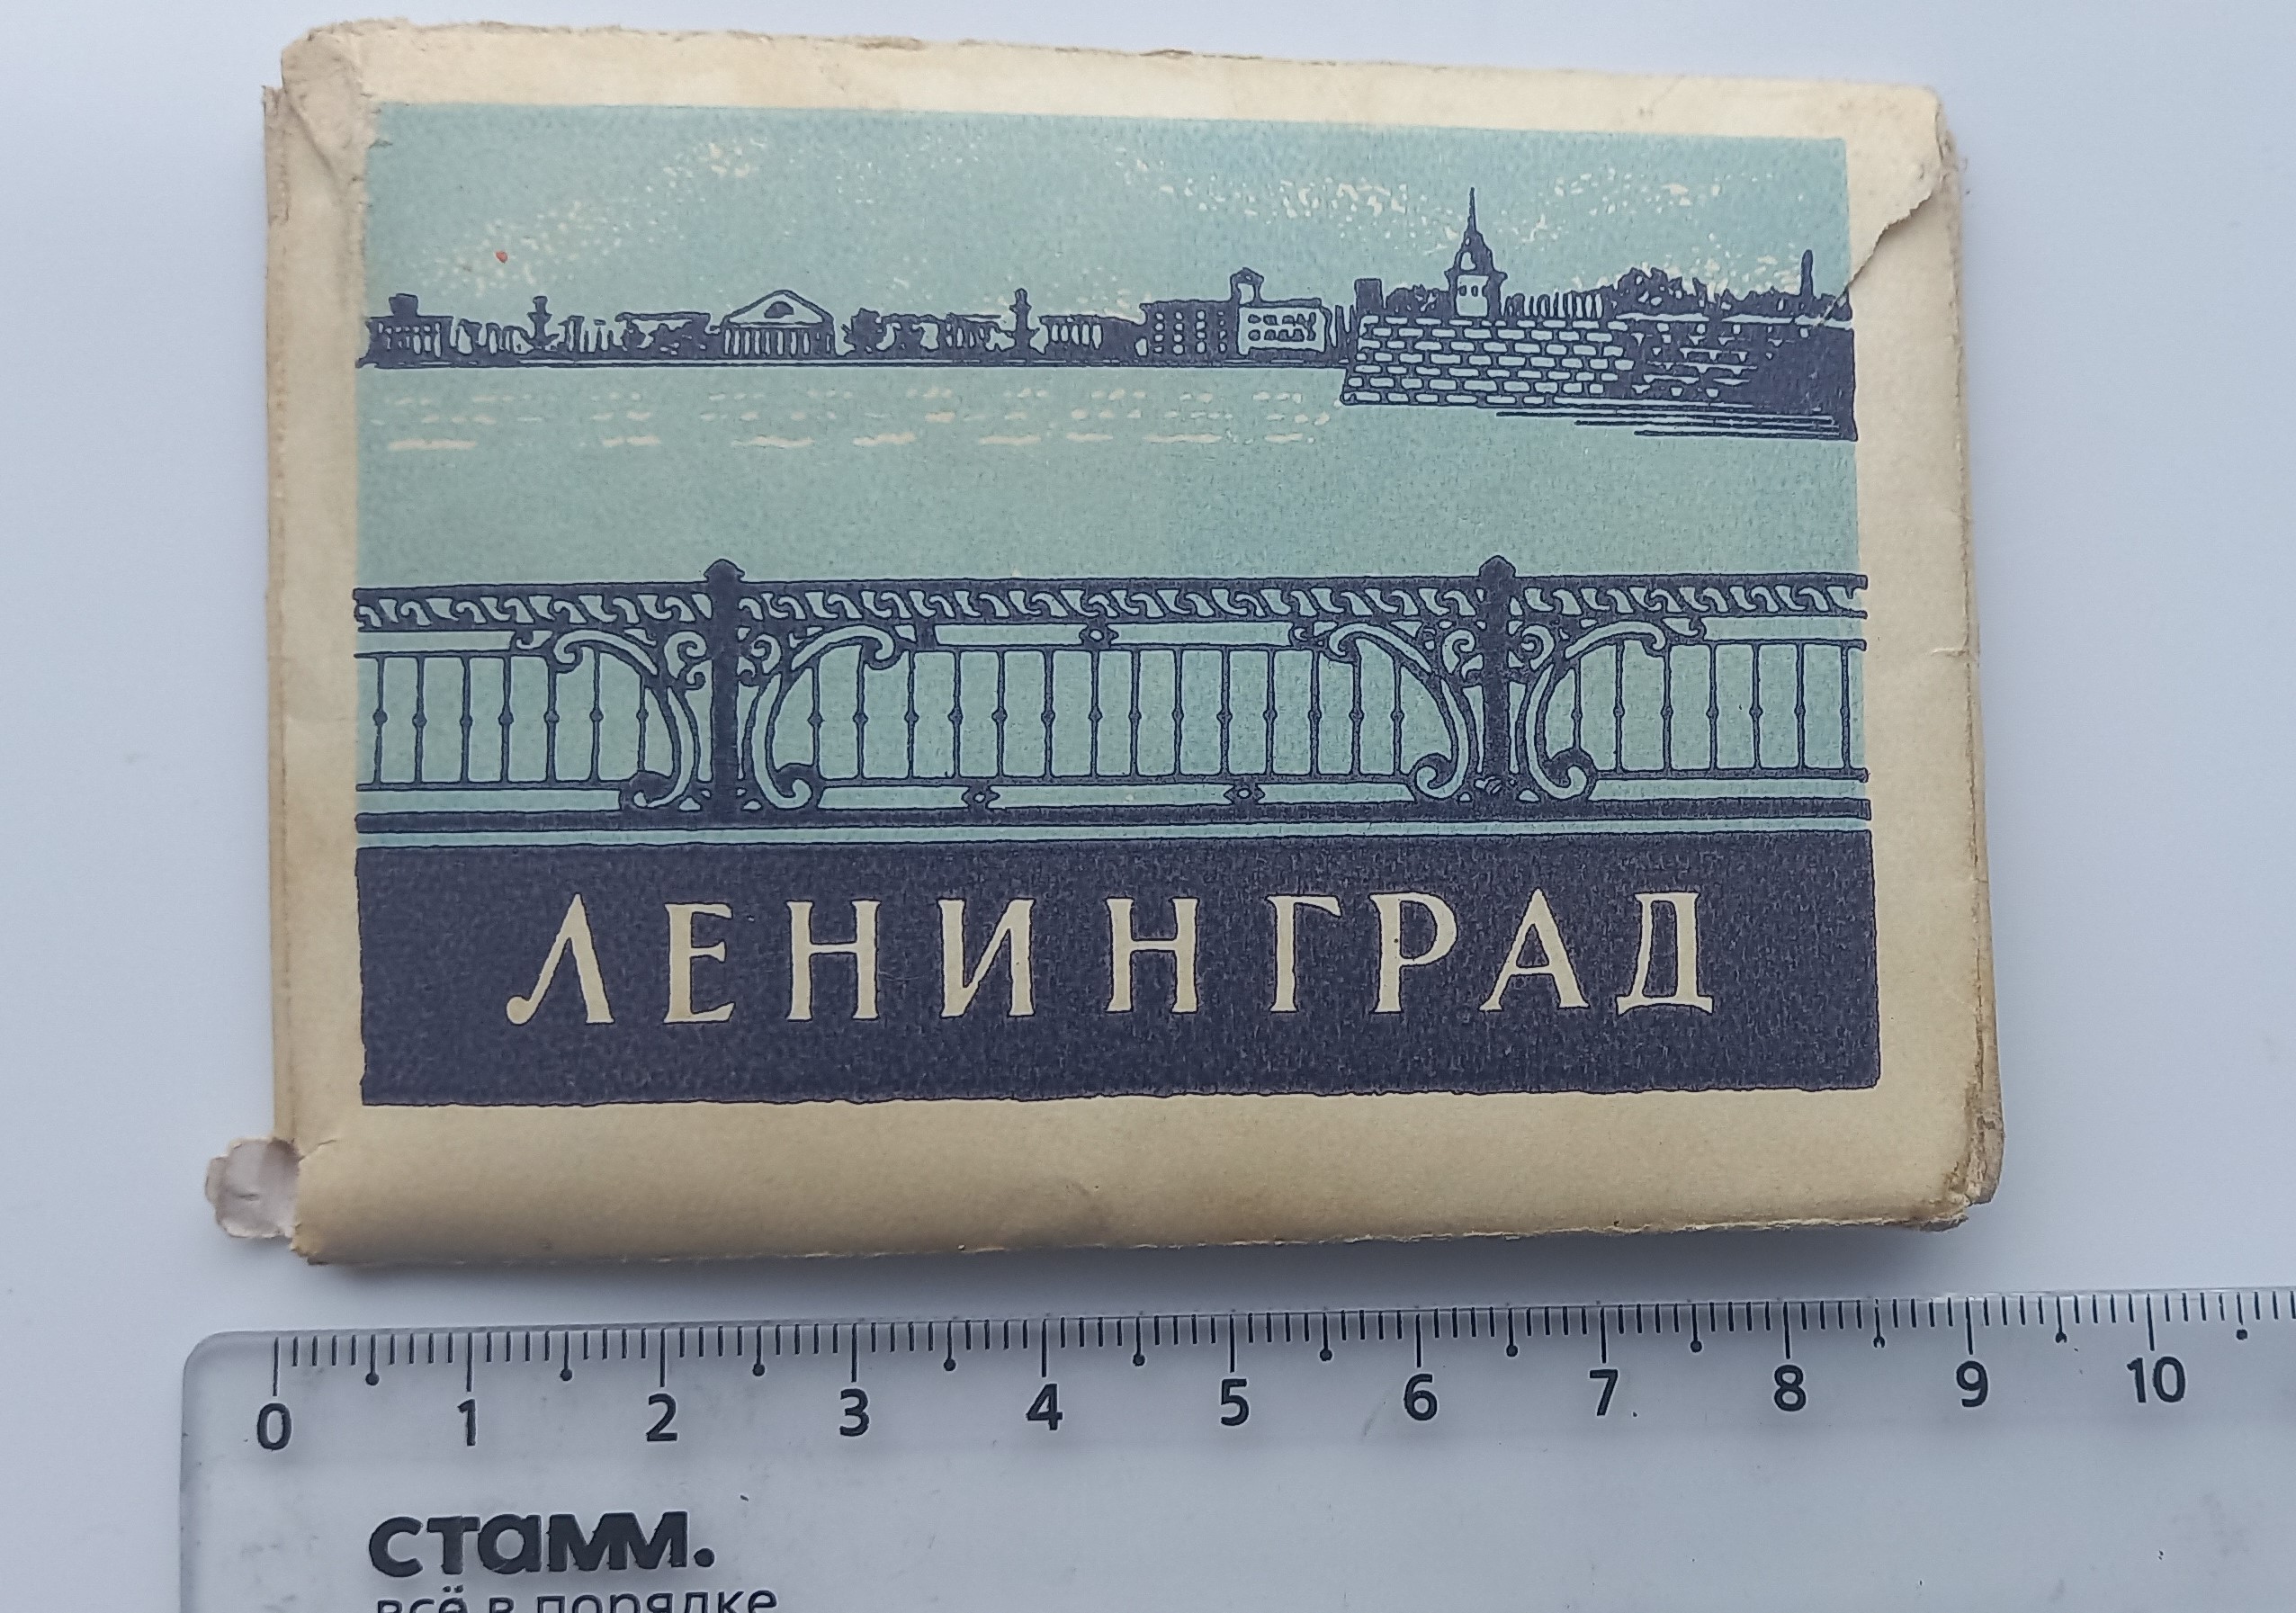 ЛЕНИНГРАД
0 1 2 3 4 5 6 7 8 9 10
стамм.
всё в порядке